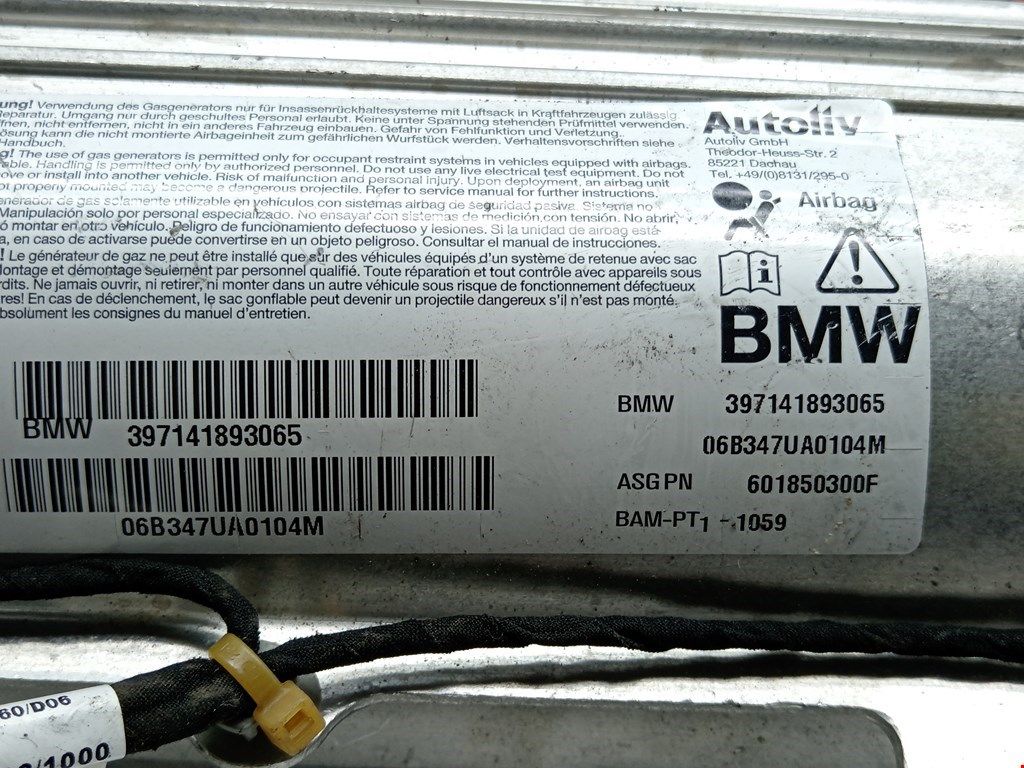 ung! Verwendung des Gasgenerators nur für Insassenrückhaltesysteme mit Luftsack in Kraftfahrzeugen zulässig.
Reparatur. Umgang nur durch geschultes Personal erlaubt. Keine unter Spannung stehenden Prüfmittel verwenden.
öffnen, nicht entfernen, nicht in ein anderes Fahrzeug einbauen. Gefahr von Fehlfunktion und Verletzung.
lösung kann die nicht montierte Airbageinheit zum gefährlichen Wurfstück werden. Verhaltensvorschriften siehe
Handbuch.
g! The use of gas generators is permitted only for occupant restraint systems in vehicles equipped with airbags.
able. Handling is permitted only by authorized personnel. Do not use any live electrical test equipment. Do not
ove or install into another vehicle. Risk of malfunction and personal injury. Upon deployment, an airbag unit
ot properly mounted may become a dangerous projectile. Refer to service manual for further instructions.
enerador de gas solamente utilizable en vehículos con sistemas airbag de seguridad pasiva. Sistema no
Manipulación solo por personal especializado. No ensayar con sistemas de medición con tensión. No abrir,
ó montar en otro vehículo. Peligro de funcionamiento defectuoso y lesiones. Si la unidad de airbag está
a, en caso de activarse puede convertirse en un objeto peligroso. Consultar el manual de instrucciones.
! Le générateur de gaz ne peut être installé que sur des véhicules équipés d'un système de retenue avec sac
Montage et démontage seulement par personnel qualifié. Toute réparation et tout contrôle avec appareils sous
rdits. Ne jamais ouvrir, ni retirer, ni monter dans un autre véhicule sous risque de fonctionnement défectueux
res! En cas de déclenchement, le sac gonflable peut devenir un projectile dangereux s'il n'est pas monté.
absolument les consignes du manuel d'entretien.
Autoliv
Autoliv GmbH
Theodor-Heuss-Str. 2
85221 Dachau
Tel. +49/(0)8131/295-0
Airbag
BMW
BMW 397141893065
06B347UA0104M
BMW 397141893065
06B347UA0104M
ASG PN 601850300F
BAM-PT1 - 1059
60/D06
/1000